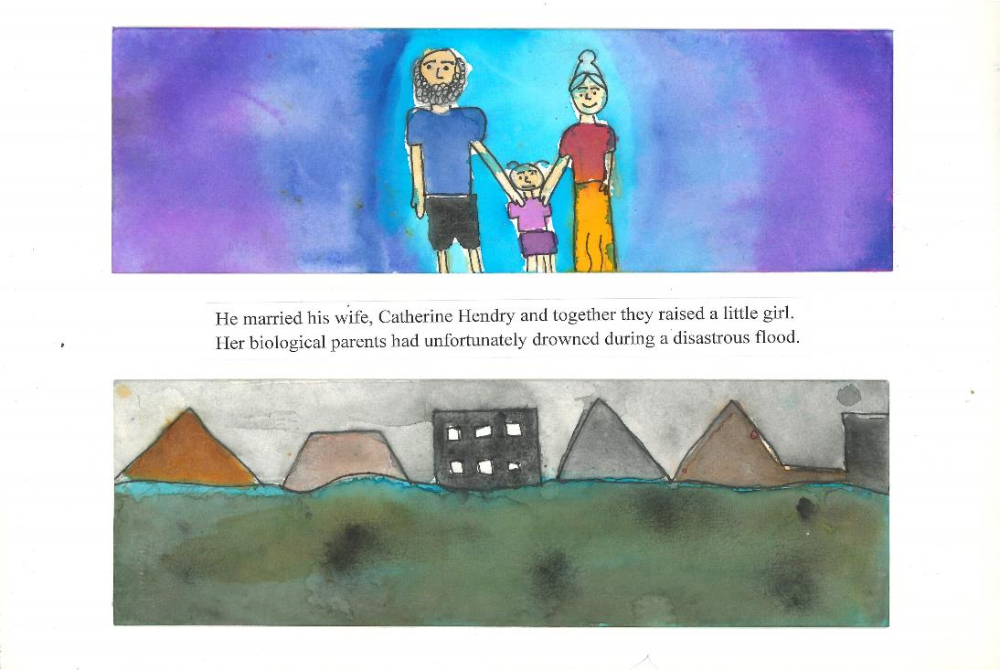 He married his wife, Catherine Hendry and together they raised a little girl.
Her biological parents had unfortunately drowned during a disastrous flood.